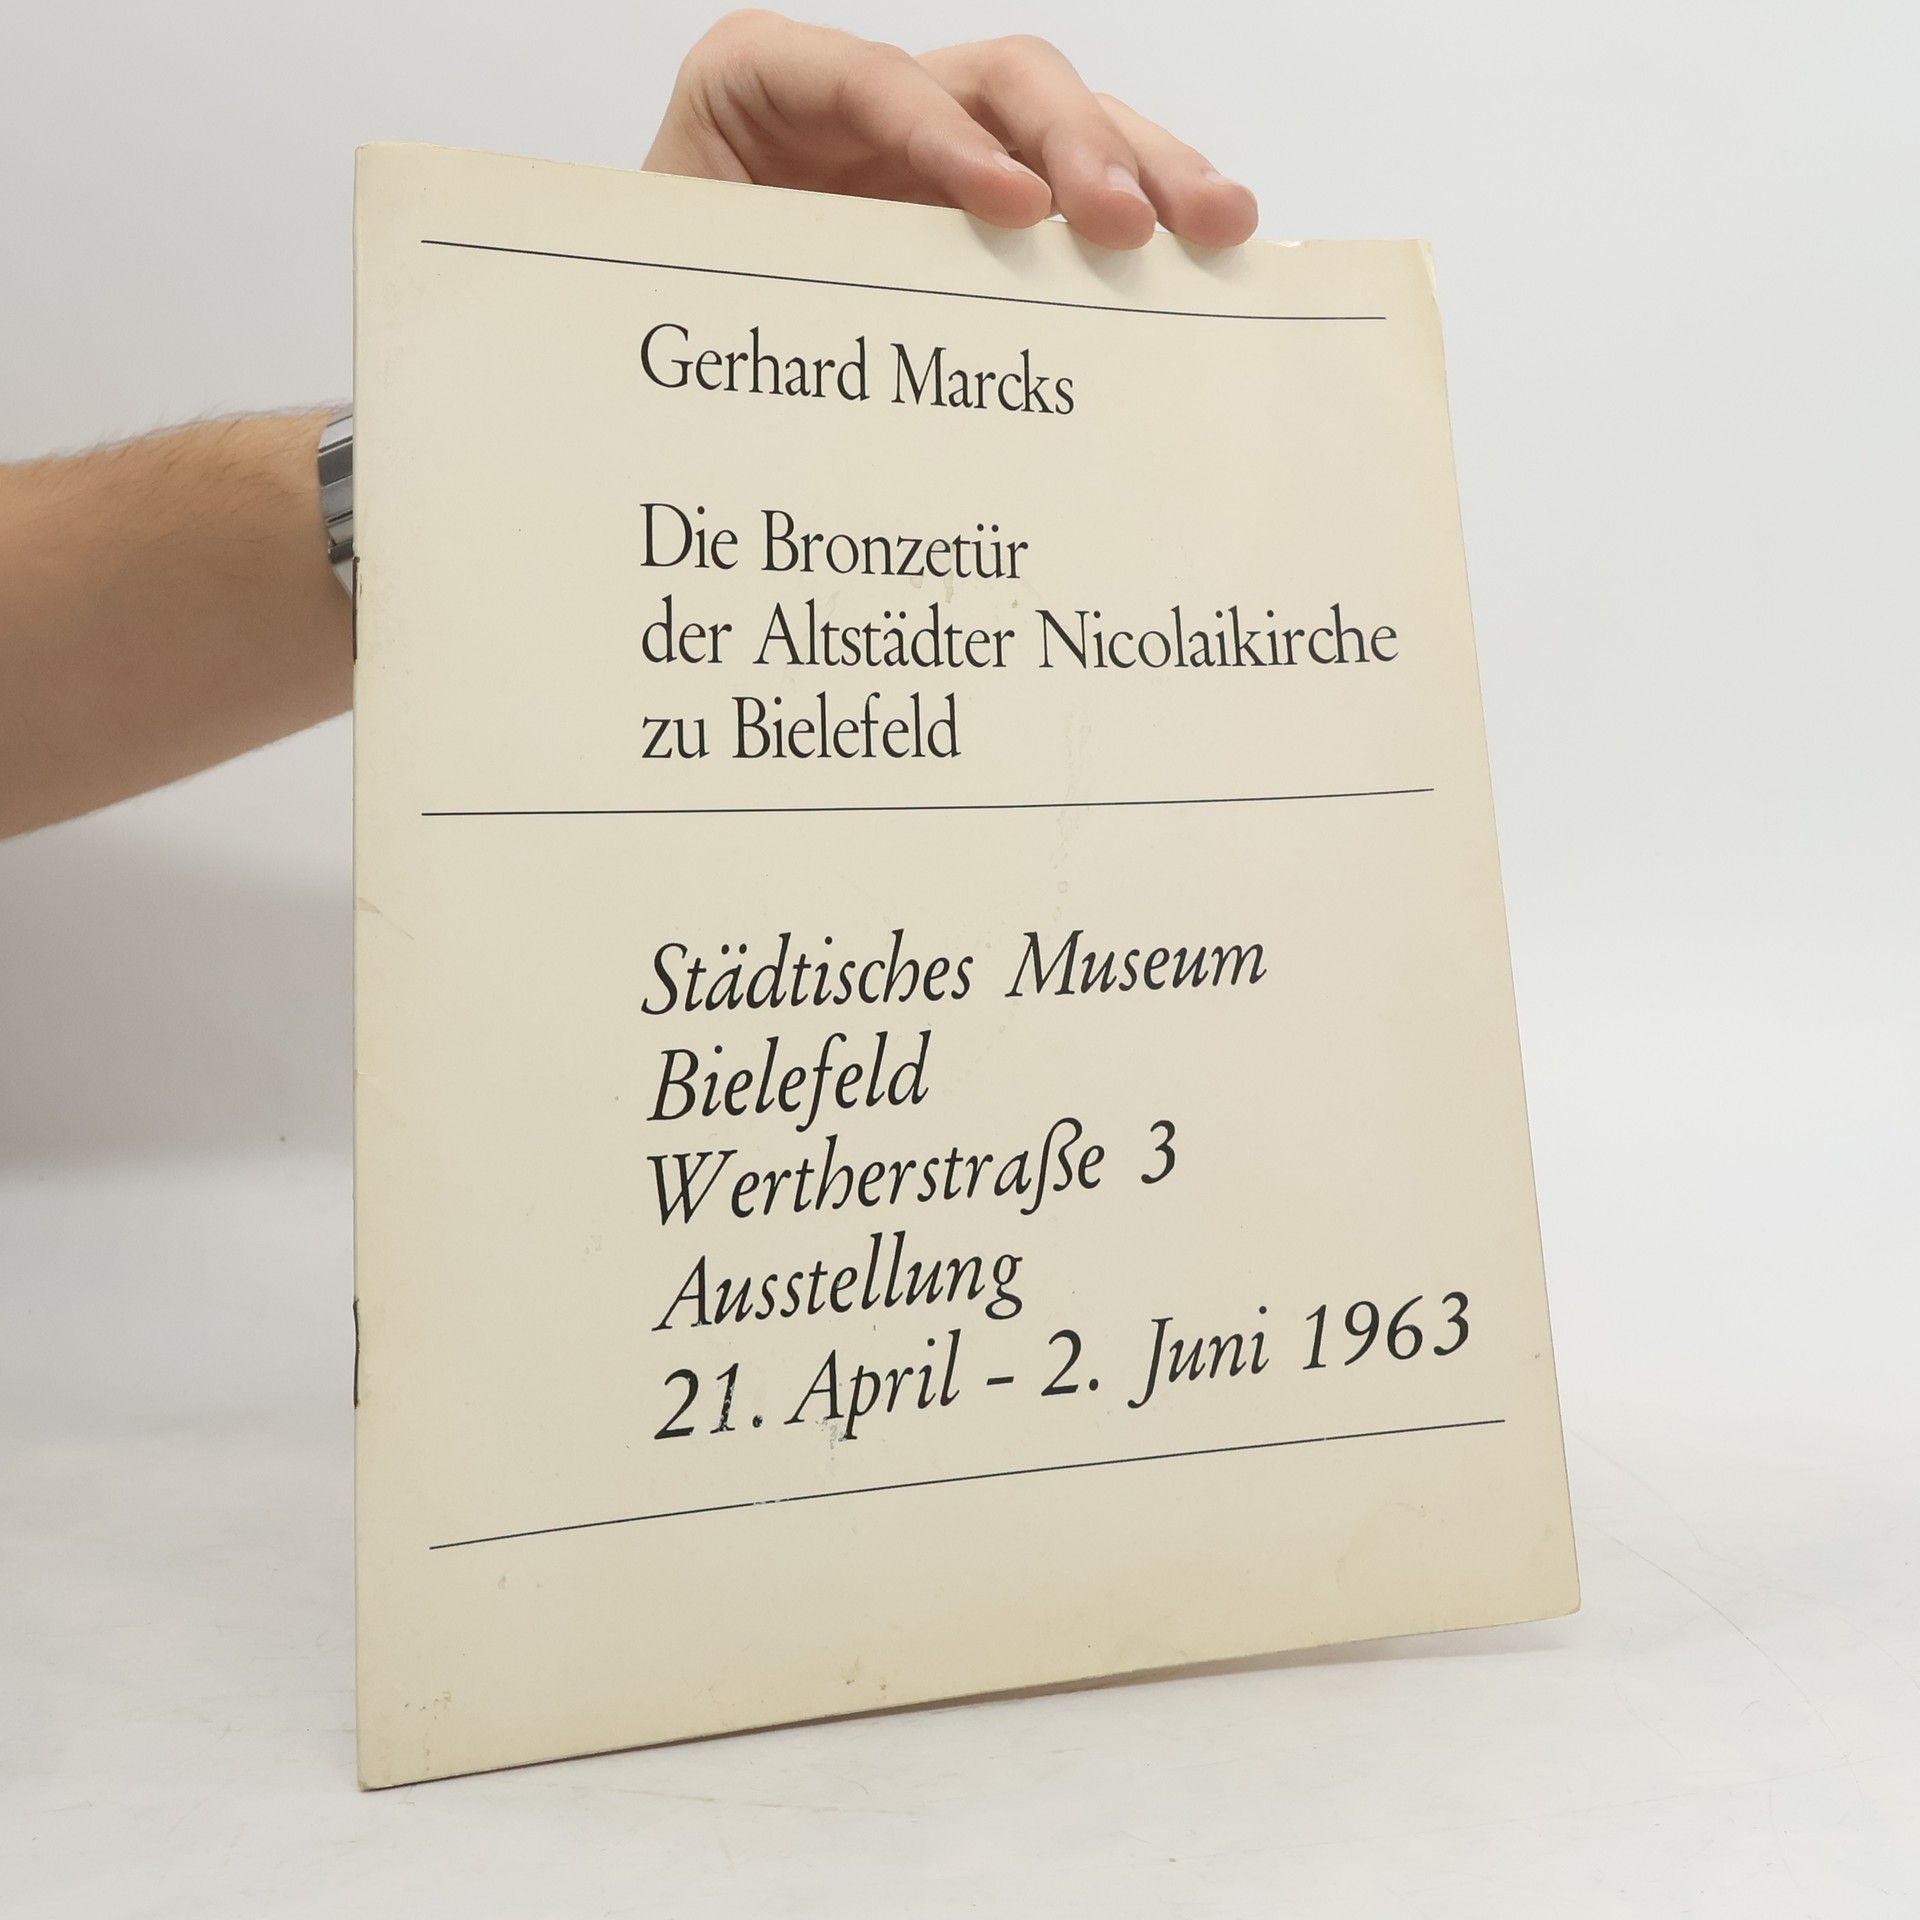 Gerhard Marcks
Die Bronzetür
der Altstädter Nicolaikirche
zu Bielefeld
Städtisches Museum
Bielefeld
Wertherstraße 3
Ausstellung
21. April – 2. Juni 1963